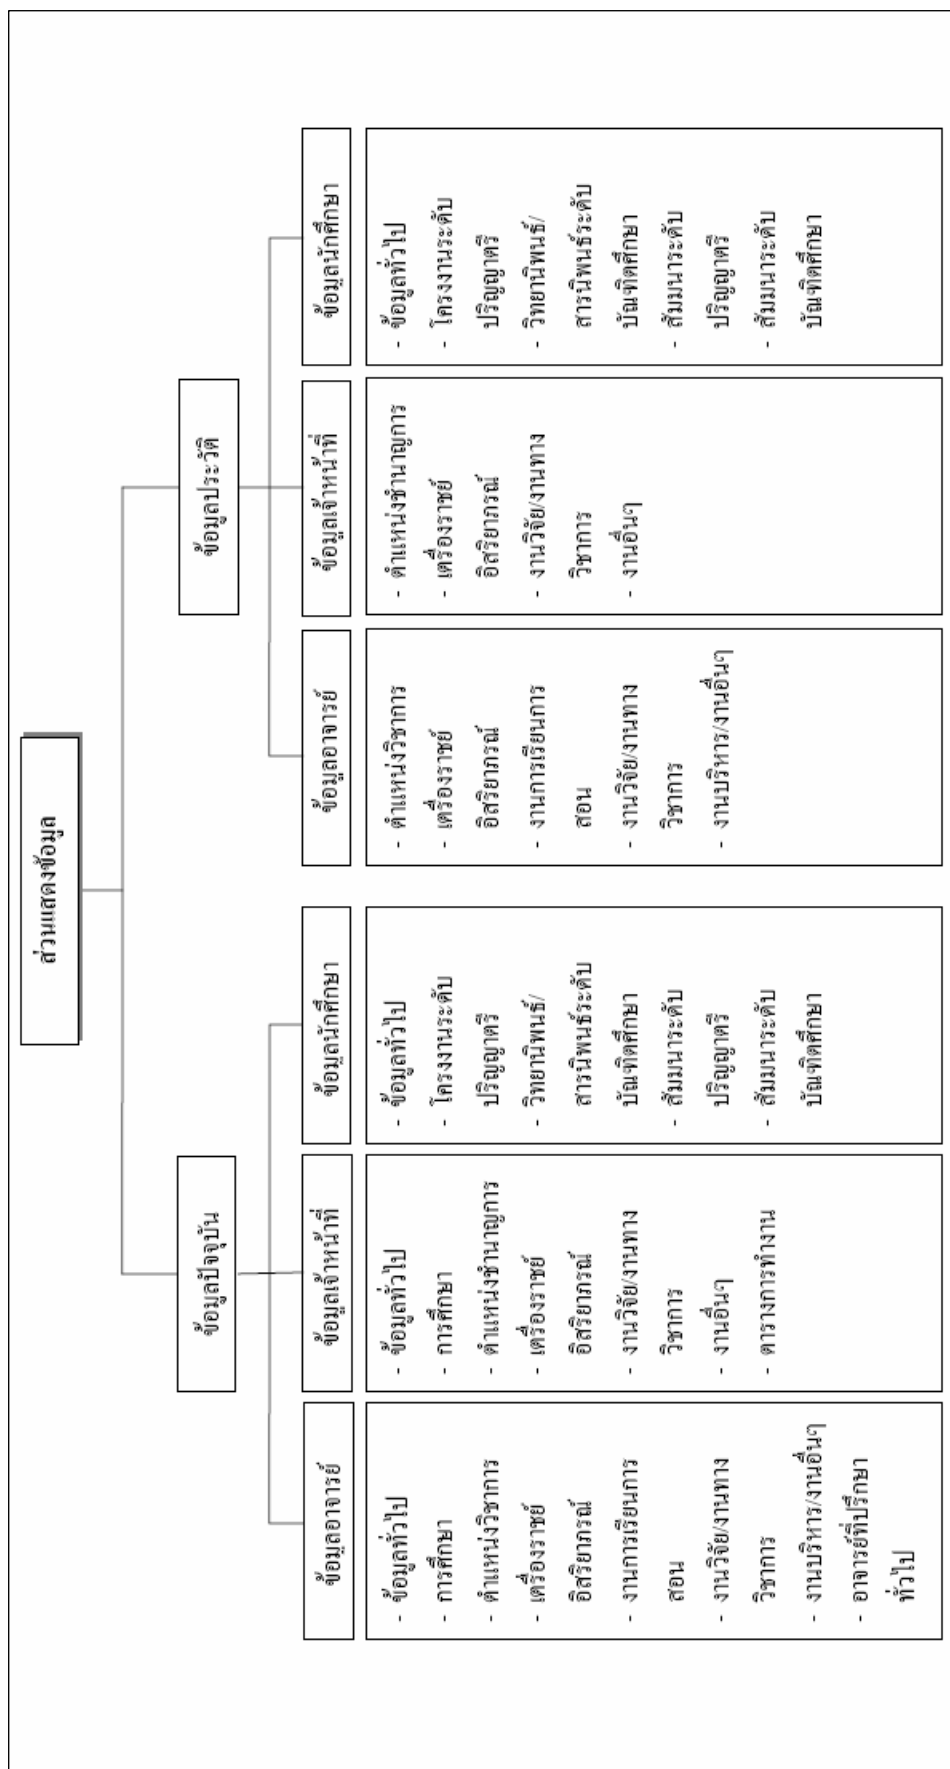 ส่วนแสดงข้อมูล
ข้อมูลปัจจุบัน
ข้อมูลอาจารย์
- ข้อมูลทั่วไป
- การศึกษา
- ตำแหน่งวิชาการ
- เครื่องราชย์
อิสริยาภรณ์
- งานการเรียนการ
สอน
- งานวิจัย/งานทาง
วิชาการ
- งานบริหาร/งานอื่นๆ
- อาจารย์ที่ปรึกษา
ทั่วไป
ข้อมูลเจ้าหน้าที่
- ข้อมูลทั่วไป
- การศึกษา
- ตำแหน่งชำนาญการ
- เครื่องราชย์
อิสริยาภรณ์
- งานวิจัย/งานทาง
วิชาการ
- งานอื่นๆ
- ตารางการทำงาน
ข้อมูลนักศึกษา
- ข้อมูลทั่วไป
- โครงงานระดับ
ปริญญาตรี
- วิทยานิพนธ์/
สารนิพนธ์ระดับ
บัณฑิตศึกษา
- สัมมนาระดับ
ปริญญาตรี
- สัมมนาระดับ
บัณฑิตศึกษา
ข้อมูลประวัติ
ข้อมูลอาจารย์
- ตำแหน่งวิชาการ
- เครื่องราชย์
อิสริยาภรณ์
- งานการเรียนการ
สอน
- งานวิจัย/งานทาง
วิชาการ
- งานบริหาร/งานอื่นๆ
ข้อมูลเจ้าหน้าที่
- ตำแหน่งชำนาญการ
- เครื่องราชย์
อิสริยาภรณ์
- งานวิจัย/งานทาง
วิชาการ
- งานอื่นๆ
ข้อมูลนักศึกษา
- ข้อมูลทั่วไป
- โครงงานระดับ
ปริญญาตรี
- วิทยานิพนธ์/
สารนิพนธ์ระดับ
บัณฑิตศึกษา
- สัมมนาระดับ
ปริญญาตรี
- สัมมนาระดับ
บัณฑิตศึกษา